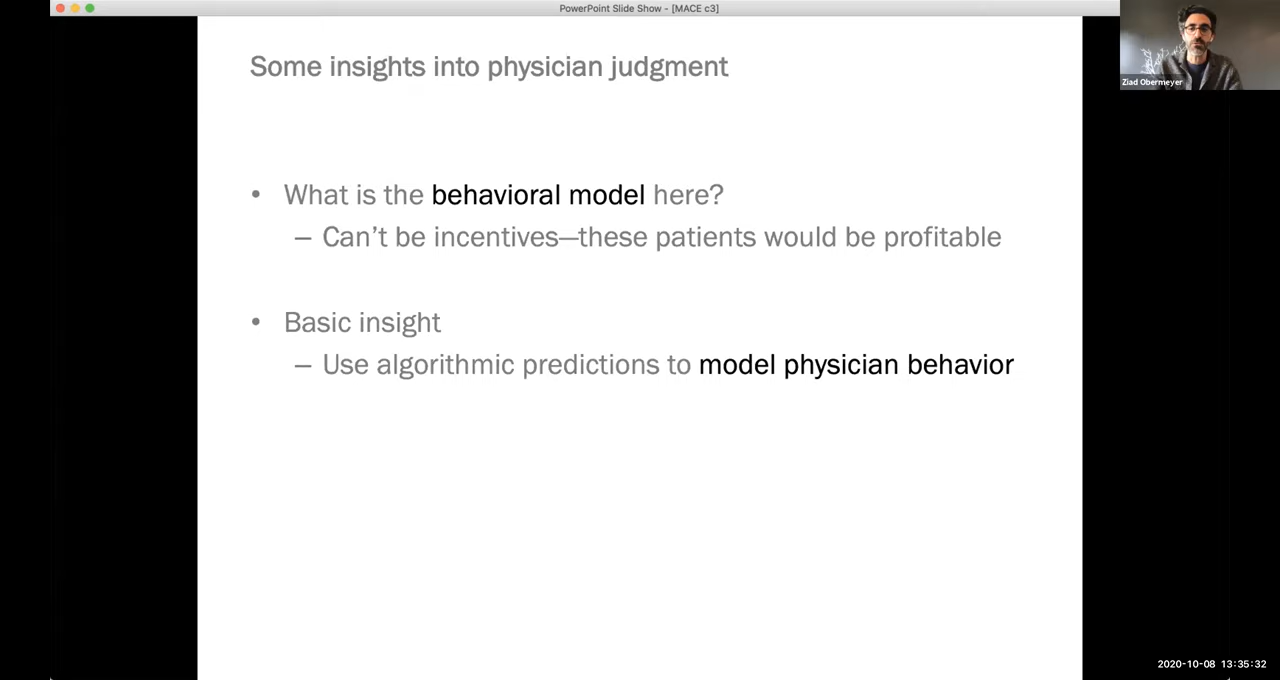 PowerPoint Slide Show - [MACE c3]
Ziad Obermeyer
Some insights into physician judgment
• What is the behavioral model here?
– Can’t be incentives—these patients would be profitable
• Basic insight
– Use algorithmic predictions to model physician behavior
2020-10-08 13:35:32